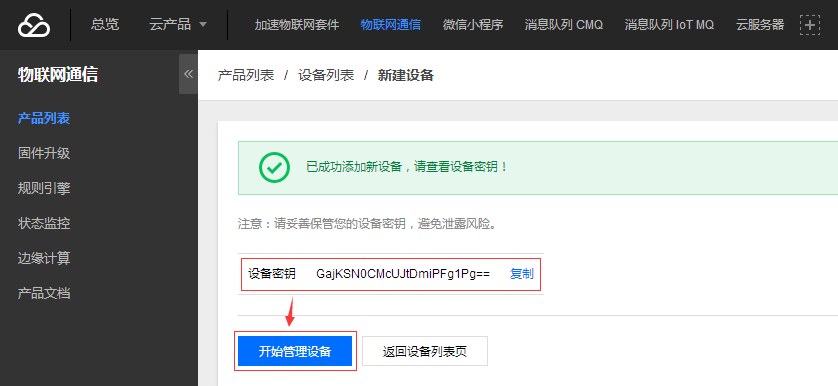 总览 云产品 加速物联网套件 物联网通信 微信小程序 消息队列 CMQ 消息队列 IoT MQ 云服务器
物联网通信
产品列表
固件升级
规则引擎
状态监控
边缘计算
产品文档
产品列表 / 设备列表 / 新建设备
已成功添加新设备，请查看设备密钥！
注意：请妥善保管您的设备密钥，避免泄露风险。
设备密钥 GajKSN0CMcUJtDmiPFg1Pg== 复制
开始管理设备 返回设备列表页